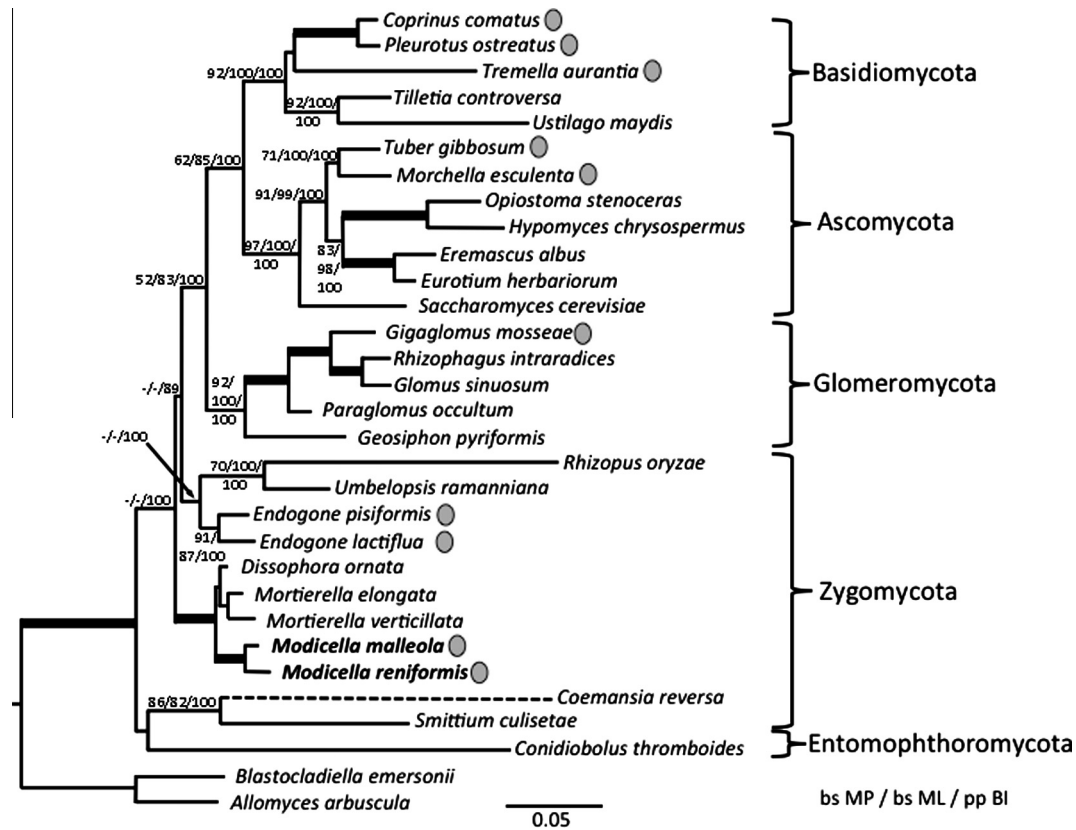 Coprinus comatus
Pleurotus ostreatus
Tremella aurantia
92/100/100
Basidiomycota
Tilletia controversa
92/100/
100
Ustilago maydis
Tuber gibbosum
71/100/100
62/85/100
Morchella esculenta
91/99/100
Opiostoma stenoceras
Ascomycota
Hypomyces chrysospermus
97/100/
100
83/
98/
100
Eremascus albus
Eurotium herbariorum
52/83/100
Saccharomyces cerevisiae
Gigaglomus mosseae
Rhizophagus intraradices
-/-/89
92/
100/
100
Glomus sinuosum
Glomeromycota
Paraglomus occultum
-/-/100
Geosiphon pyriformis
70/100/
100
Rhizopus oryzae
Umbelopsis ramanniana
-/-/100
Endogone pisiformis
91/
87/100
Endogone lactiflua
Dissophora ornata
Mortierella elongata
Zygomycota
Mortierella verticillata
Modicella malleola
Modicella reniformis
86/82/100
Coemansia reversa
Smittium culisetae
Conidiobolus thromboides
Entomophthoromycota
Blastocladiella emersonii
Allomyces arbuscula
0.05
bs MP / bs ML / pp BI